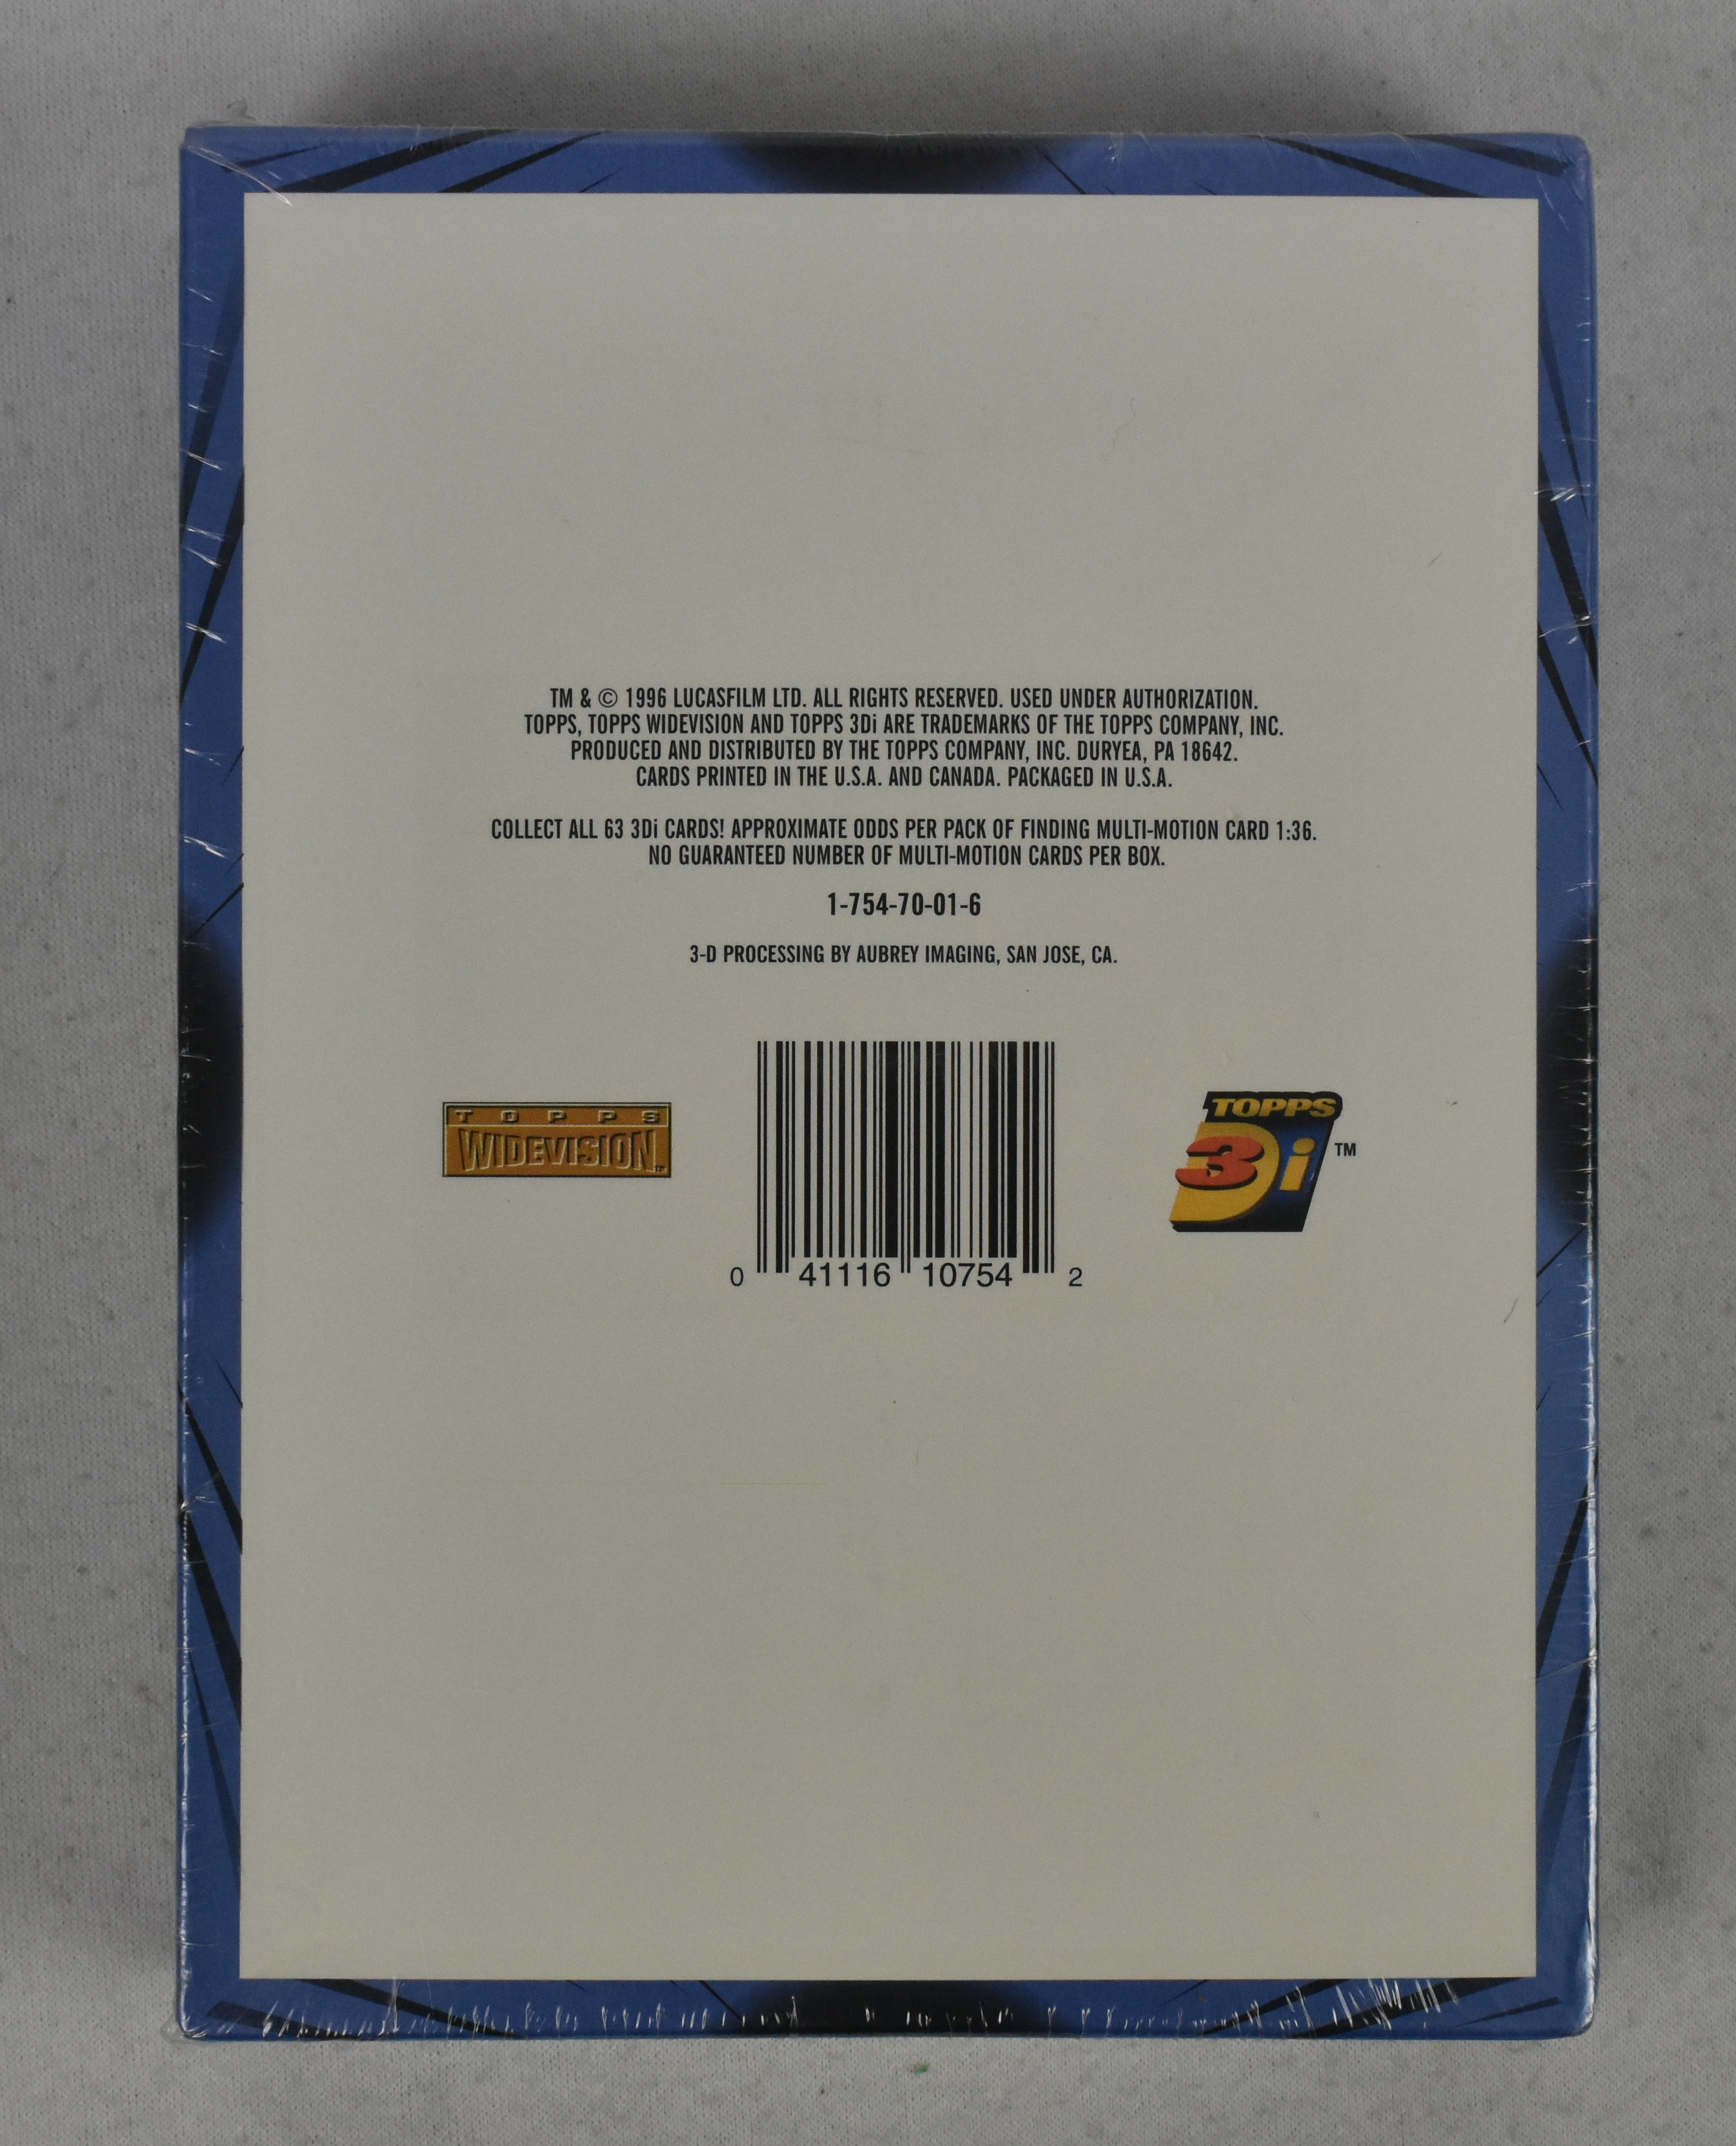 TM & © 1996 LUCASFILM LTD. ALL RIGHTS RESERVED. USED UNDER AUTHORIZATION.
TOPPS, TOPPS WIDEVISION AND TOPPS 3Di ARE TRADEMARKS OF THE TOPPS COMPANY, INC.
PRODUCED AND DISTRIBUTED BY THE TOPPS COMPANY, INC. DURYEA, PA 18642.
CARDS PRINTED IN THE U.S.A. AND CANADA. PACKAGED IN U.S.A.
COLLECT ALL 63 3Di CARDS! APPROXIMATE ODDS PER PACK OF FINDING MULTI-MOTION CARD 1:36.
NO GUARANTEED NUMBER OF MULTI-MOTION CARDS PER BOX.
1-754-70-01-6
3-D PROCESSING BY AUBREY IMAGING, SAN JOSE, CA.
TOPPS
WIDEVISION TM
0 41116 10754 2
TOPPS
3Di TM